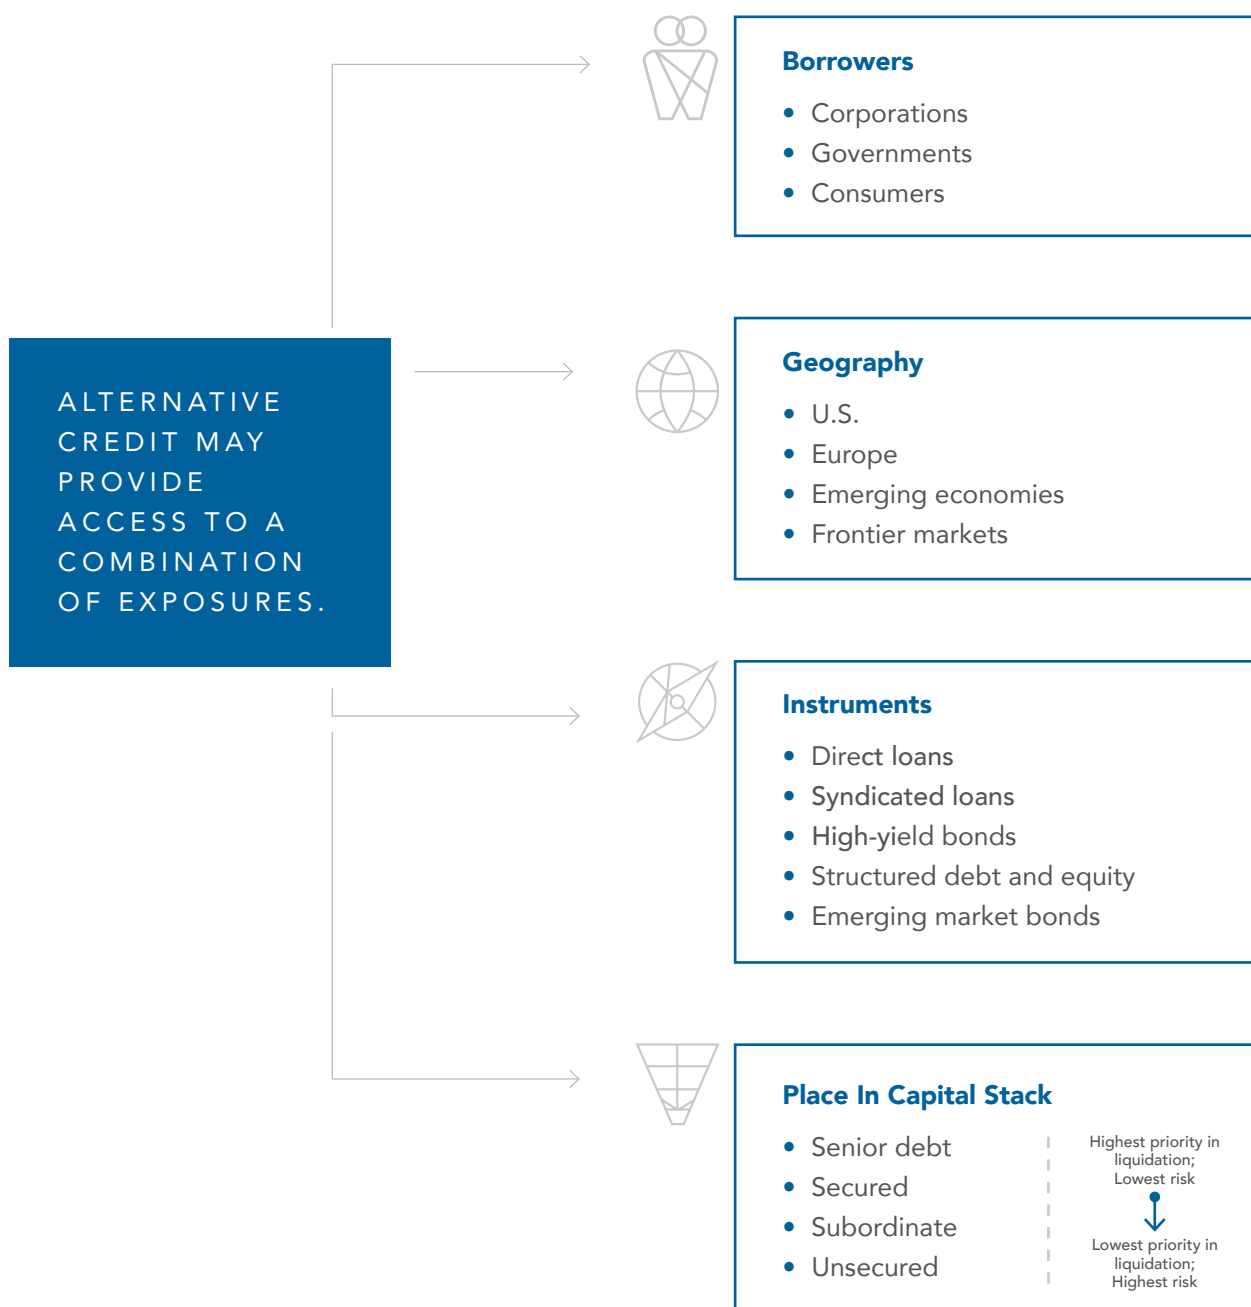 ALTERNATIVE
CREDIT MAY
PROVIDE
ACCESS TO A
COMBINATION
OF EXPOSURES.
Borrowers
• Corporations
• Governments
• Consumers
Geography
• U.S.
• Europe
• Emerging economies
• Frontier markets
Instruments
• Direct loans
• Syndicated loans
• High-yield bonds
• Structured debt and equity
• Emerging market bonds
Place In Capital Stack
• Senior debt
• Secured
• Subordinate
• Unsecured
Highest priority in
liquidation;
Lowest risk
Lowest priority in
liquidation;
Highest risk